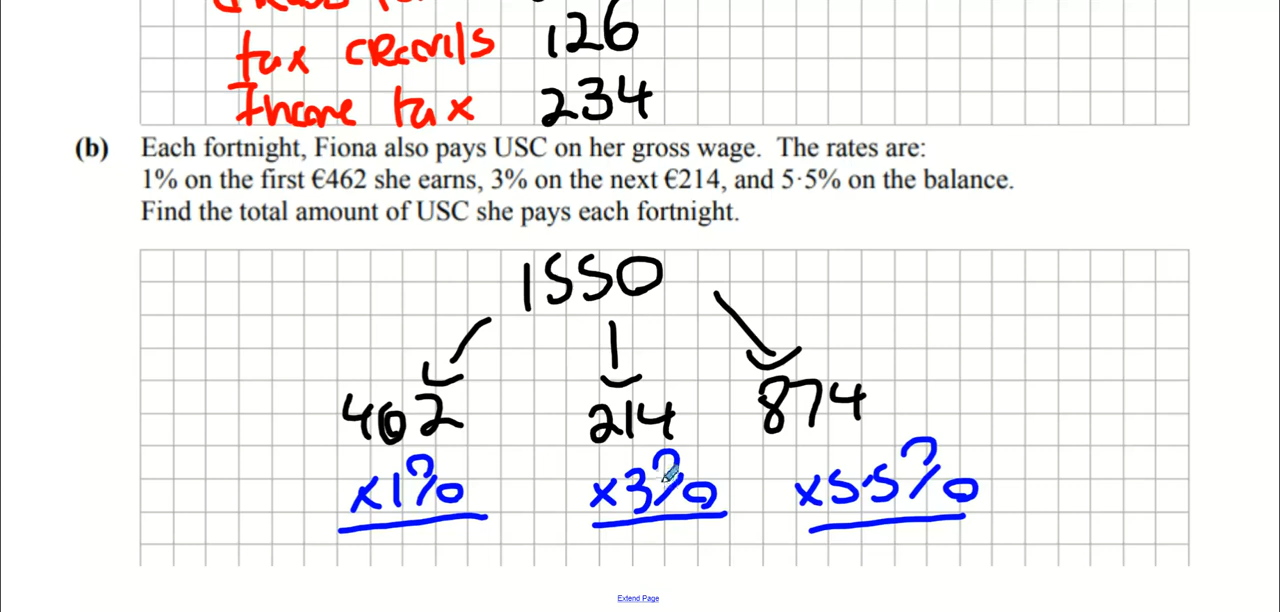 tax credits 126
Income tax 234
(b) Each fortnight, Fiona also pays USC on her gross wage. The rates are:
1% on the first €462 she earns, 3% on the next €214, and 5·5% on the balance.
Find the total amount of USC she pays each fortnight.
1550
462 214 874
x1% x3% x5.5%
Extend Page